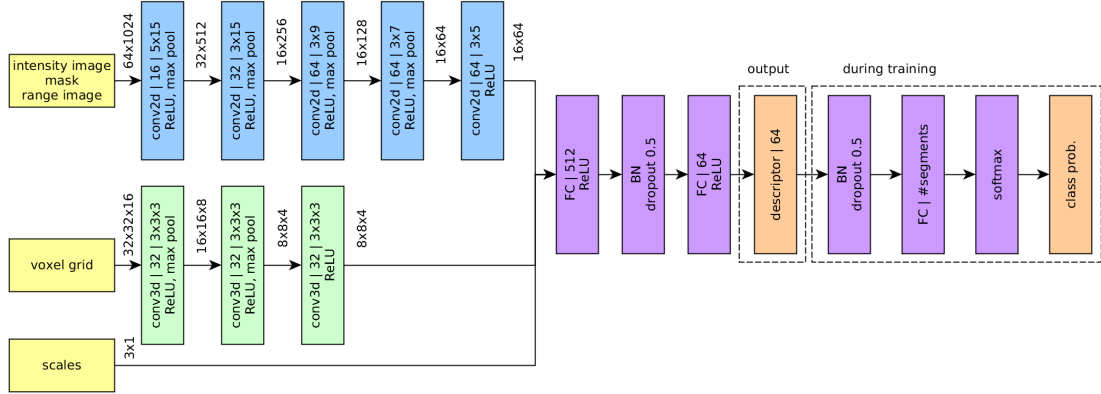 intensity image
mask
range image
64x1024
conv2d | 16 | 5x15
ReLU, max pool
32x512
conv2d | 32 | 3x15
ReLU, max pool
16x256
conv2d | 64 | 3x9
ReLU, max pool
16x128
conv2d | 64 | 3x7
ReLU, max pool
16x64
conv2d | 64 | 3x5
ReLU
16x64
voxel grid
32x32x16
conv3d | 32 | 3x3x3
ReLU, max pool
16x16x8
conv3d | 32 | 3x3x3
ReLU, max pool
8x8x4
conv3d | 32 | 3x3x3
ReLU
8x8x4
scales
3x1
FC | 512
ReLU
BN
dropout 0.5
FC | 64
ReLU
output
descriptor | 64
during training
BN
dropout 0.5
FC | #segments
softmax
class prob.